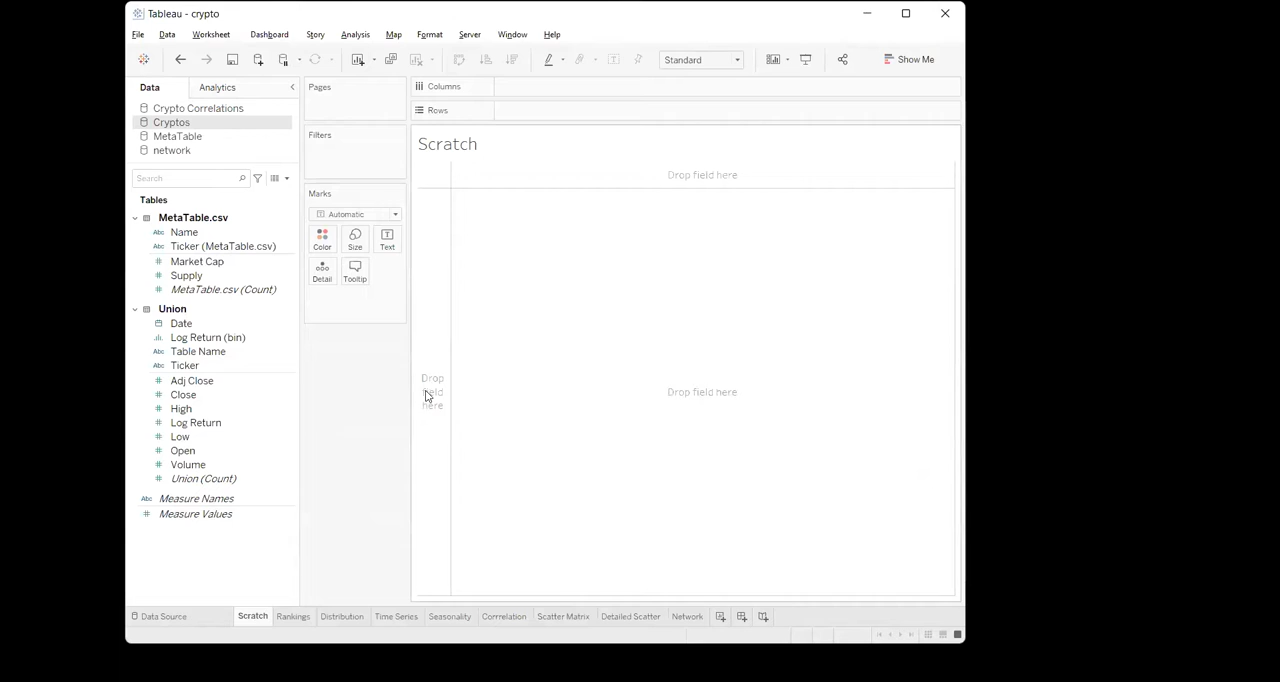 Tableau - crypto
File Data Worksheet Dashboard Story Analysis Map Format Server Window Help
Standard
Show Me
Data Analytics
Crypto Correlations
Cryptos
MetaTable
network
Search
Tables
MetaTable.csv
Name
Ticker (MetaTable.csv)
Market Cap
Supply
MetaTable.csv (Count)
Union
Date
Log Return (bin)
Table Name
Ticker
Adj Close
Close
High
Log Return
Low
Open
Volume
Union (Count)
Measure Names
Measure Values
Pages
Filters
Marks
Automatic
Color Size Text
Detail Tooltip
Columns
Rows
Scratch
Drop field here
Drop
field
here
Drop field here
Data Source Scratch Rankings Distribution Time Series Seasonality Corrrelation Scatter Matrix Detailed Scatter Network